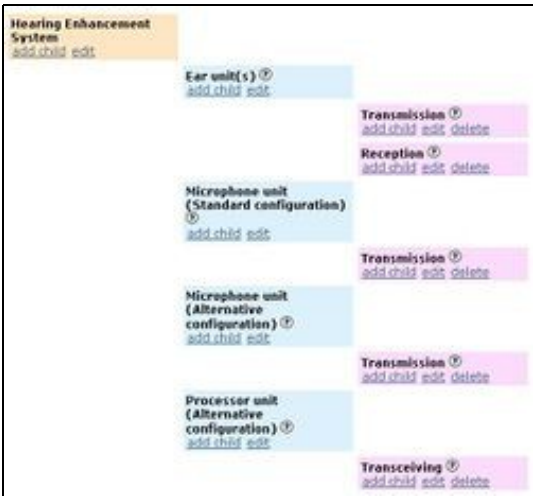 Hearing Enhancement
System
add child edit
Ear unit(s) ?
add child edit
Transmission ?
add child edit delete
Reception ?
add child edit delete
Microphone unit
(Standard configuration)
?
add child edit
Transmission ?
add child edit delete
Microphone unit
(Alternative
configuration) ?
add child edit
Transmission ?
add child edit delete
Processor unit
(Alternative
configuration) ?
add child edit
Transceiving ?
add child edit delete